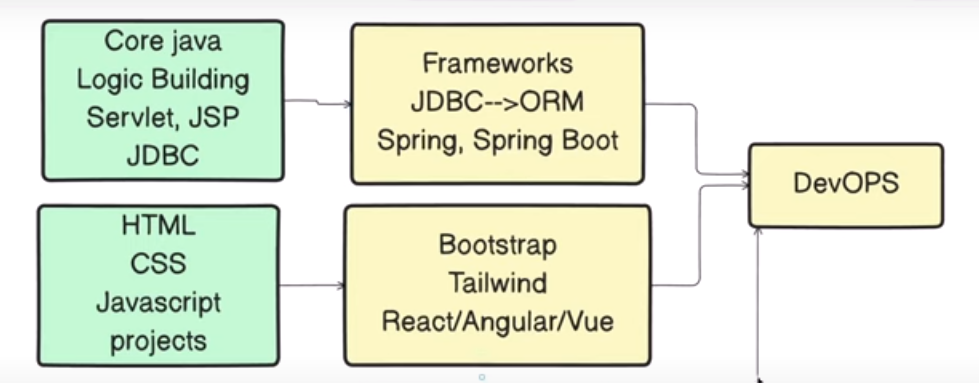 Core java
Logic Building
Servlet, JSP
JDBC
Frameworks
JDBC-->ORM
Spring, Spring Boot
DevOPS
HTML
CSS
Javascript
projects
Bootstrap
Tailwind
React/Angular/Vue